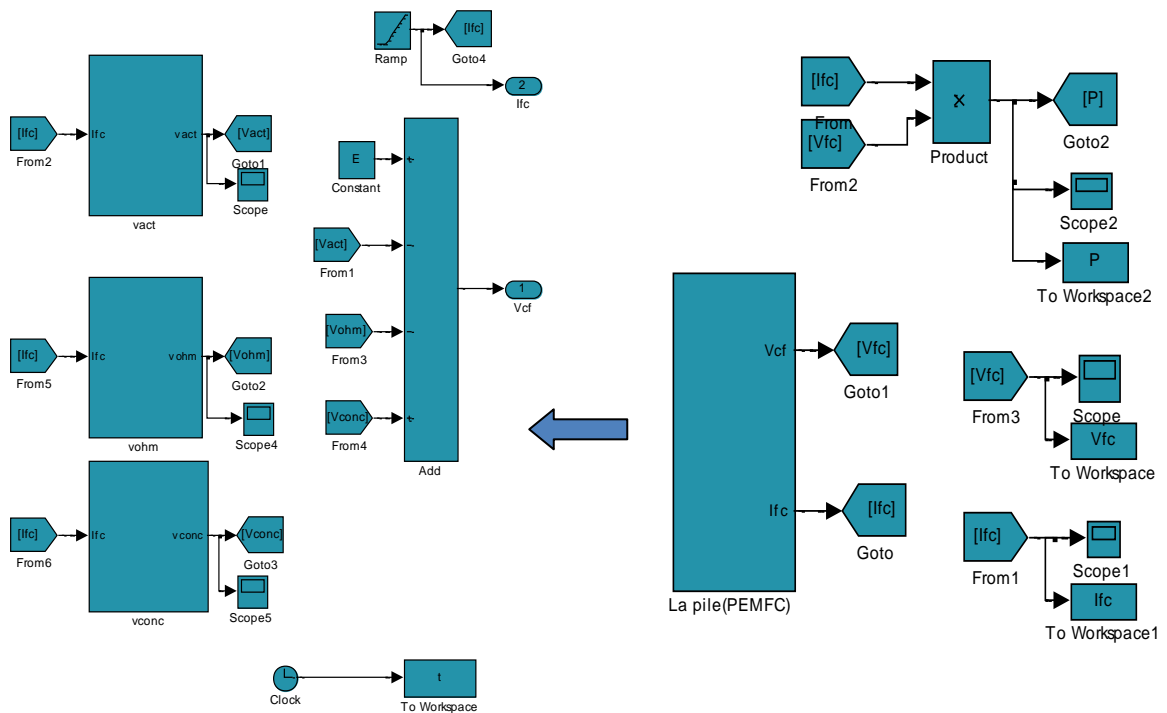 [Ifc]
Ramp
Goto4
2
Ifc
[Ifc]
From2
Ifc
vact
[Vact]
Goto1
Scope
vact
E
Constant
+
[Vact]
From1
-
[Vohm]
From3
-
[Vconc]
From4
+
Add
1
Vcf
[Ifc]
From5
Ifc
vohm
[Vohm]
Goto2
Scope4
vohm
[Ifc]
From6
Ifc
vconc
[Vconc]
Goto3
Scope5
vconc
Clock
t
To Workspace
[Ifc]
From
[Vfc]
From2
X
Product
[P]
Goto2
Scope2
P
To Workspace2
Vcf
[Vfc]
Goto1
Ifc
[Ifc]
Goto
La pile(PEMFC)
[Vfc]
From3
Scope
Vfc
To Workspace
[Ifc]
From1
Scope1
Ifc
To Workspace1